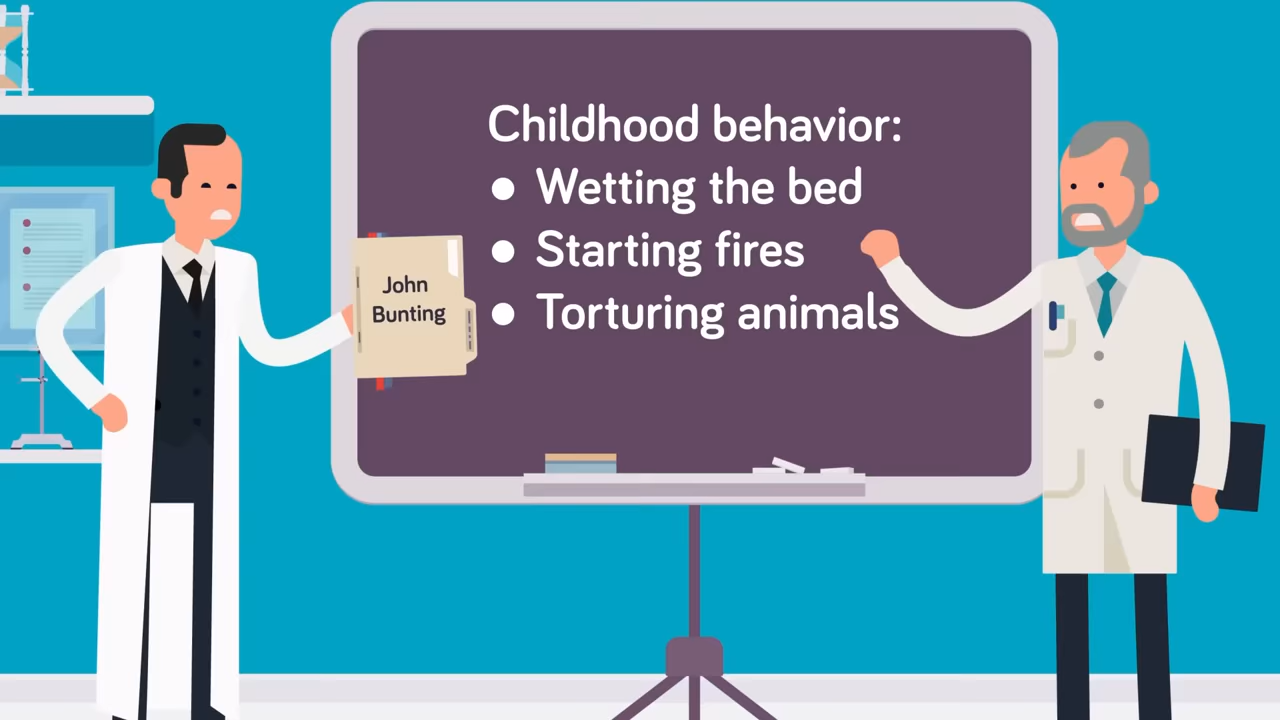 Childhood behavior:
● Wetting the bed
● Starting fires
● Torturing animals
John
Bunting